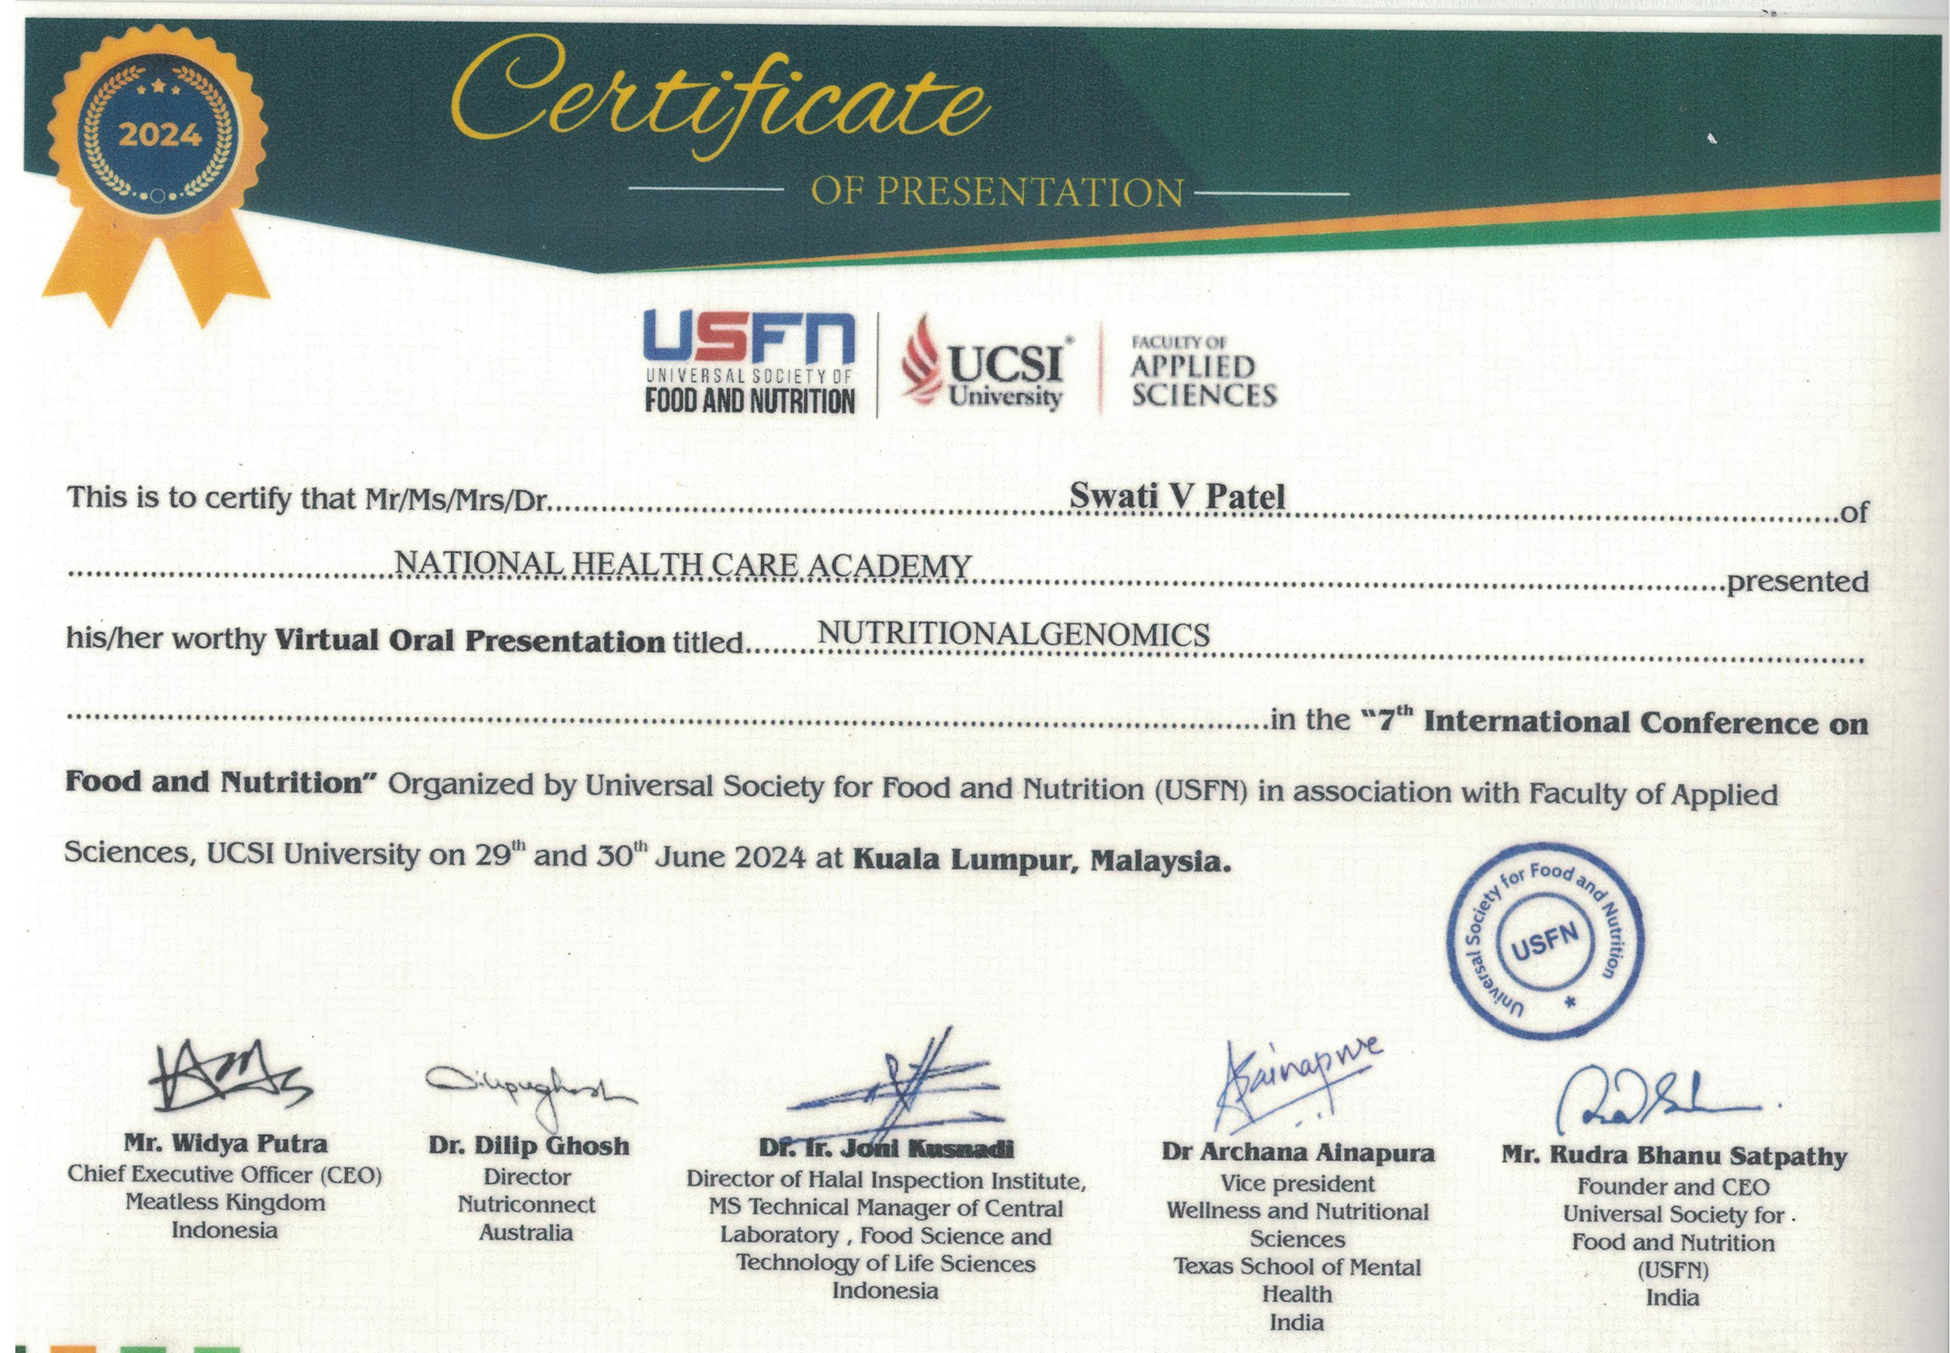 2024
Certificate
OF PRESENTATION
USFN
UNIVERSAL SOCIETY OF
FOOD AND NUTRITION
UCSI
University
FACULTY OF
APPLIED
SCIENCES
This is to certify that Mr/Ms/Mrs/Dr. Swati V Patel of
NATIONAL HEALTH CARE ACADEMY presented
his/her worthy Virtual Oral Presentation titled NUTRITIONALGENOMICS
in the “7th International Conference on
Food and Nutrition” Organized by Universal Society for Food and Nutrition (USFN) in association with Faculty of Applied
Sciences, UCSI University on 29th and 30th June 2024 at Kuala Lumpur, Malaysia.
Universal Society for Food and Nutrition
USFN
*
Mr. Widya Putra
Chief Executive Officer (CEO)
Meatless Kingdom
Indonesia
Dilipughosh
Dr. Dilip Ghosh
Director
Nutriconnect
Australia
Dr. Ir. Joni Kusnadi
Director of Halal Inspection Institute,
MS Technical Manager of Central
Laboratory , Food Science and
Technology of Life Sciences
Indonesia
Ainapure
Dr Archana Ainapura
Vice president
Wellness and Nutritional
Sciences
Texas School of Mental
Health
India
Mr. Rudra Bhanu Satpathy
Founder and CEO
Universal Society for
Food and Nutrition
(USFN)
India